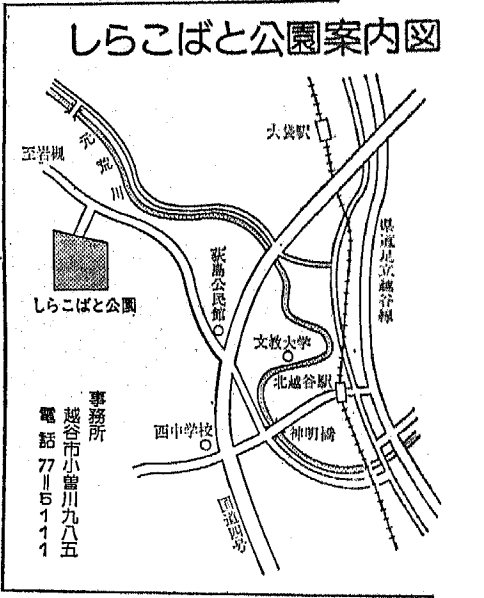 しらこばと公園案内図
大袋駅
元荒川
至岩槻
県道足立越谷線
荻島公民館
しらこばと公園
文教大学
北越谷駅
事務所
越谷市小曽川九八五
電話 77=5111
西中学校
神明橋
国道四号